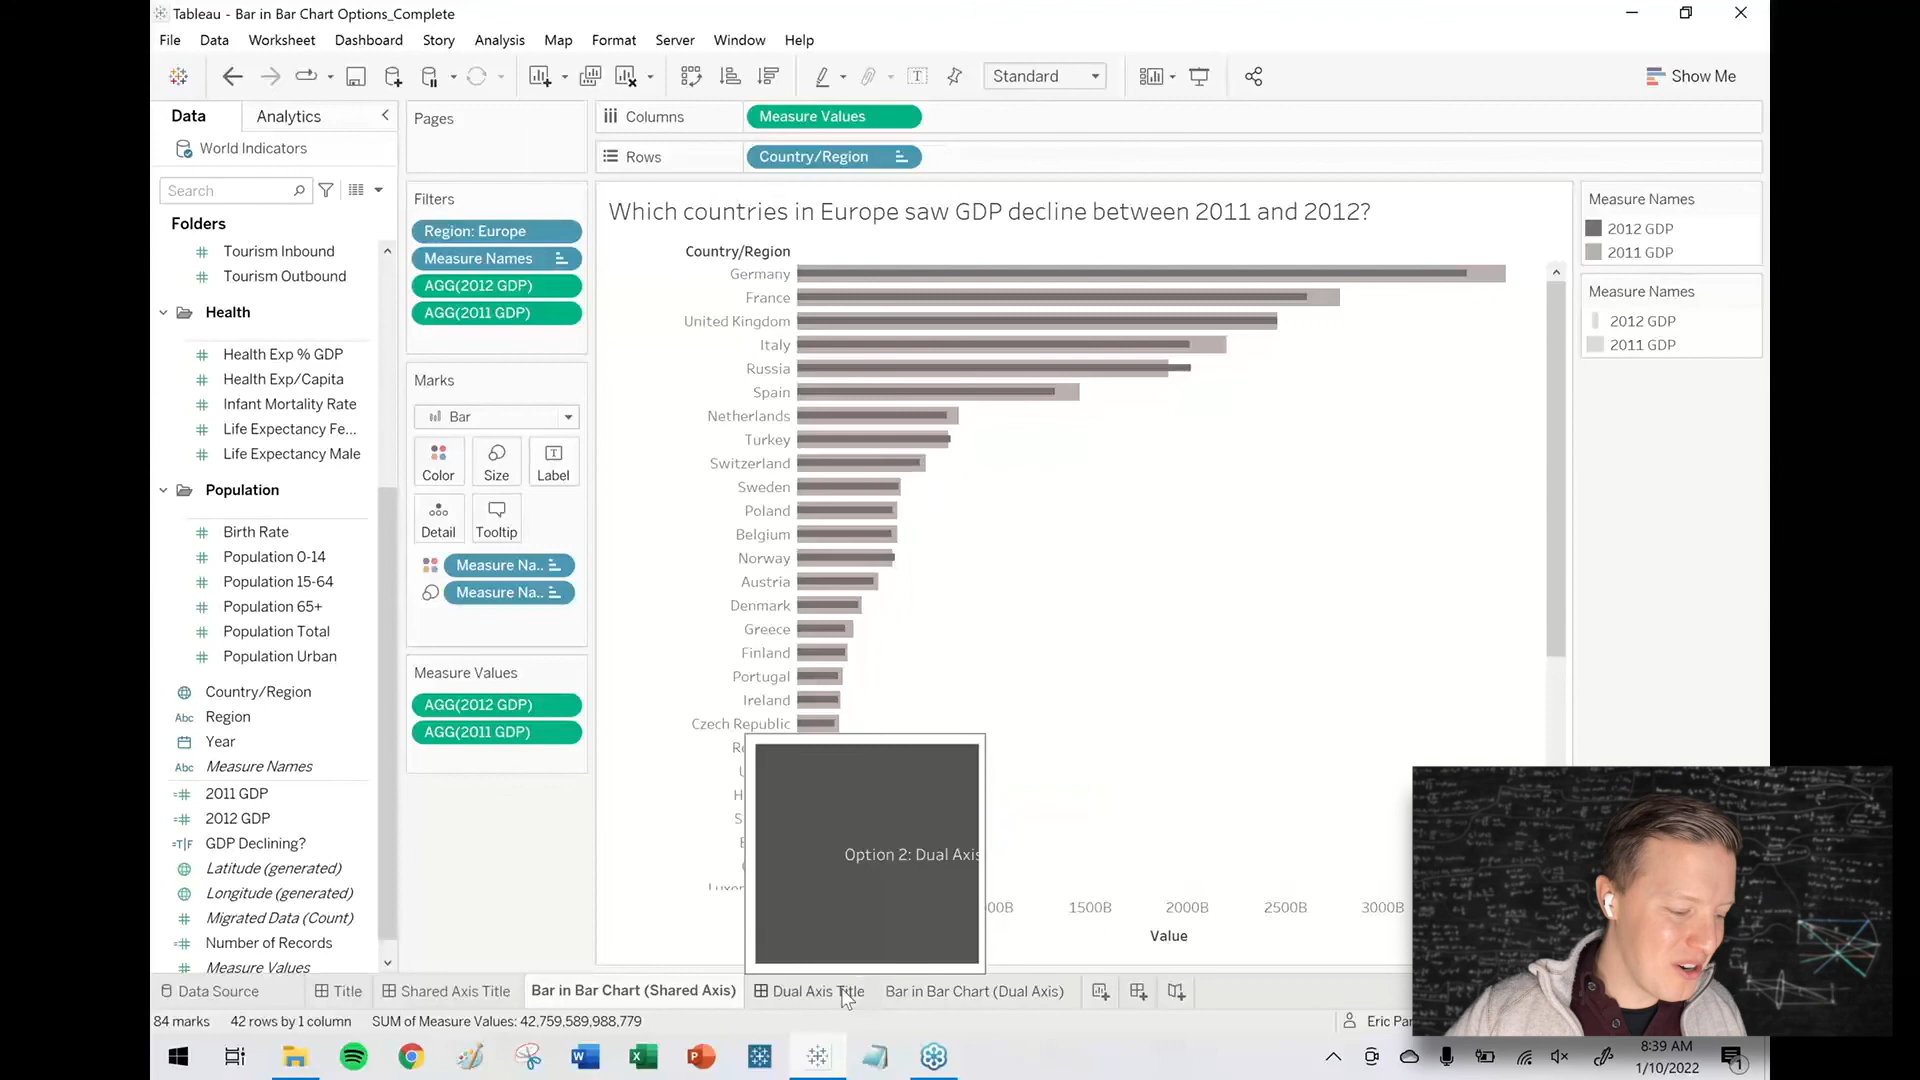 Tableau - Bar in Bar Chart Options_Complete
File Data Worksheet Dashboard Story Analysis Map Format Server Window Help
Standard
Show Me
Data Analytics
World Indicators
Search
Folders
Tourism Inbound
Tourism Outbound
Health
Health Exp % GDP
Health Exp/Capita
Infant Mortality Rate
Life Expectancy Fe...
Life Expectancy Male
Population
Birth Rate
Population 0-14
Population 15-64
Population 65+
Population Total
Population Urban
Country/Region
Abc Region
Year
Abc Measure Names
2011 GDP
2012 GDP
GDP Declining?
Latitude (generated)
Longitude (generated)
Migrated Data (Count)
Number of Records
Measure Values
Pages
Filters
Region: Europe
Measure Names
AGG(2012 GDP)
AGG(2011 GDP)
Marks
Bar
Color Size Label
Detail Tooltip
Measure Na..
Measure Na..
Measure Values
AGG(2012 GDP)
AGG(2011 GDP)
Columns Measure Values
Rows Country/Region
Which countries in Europe saw GDP decline between 2011 and 2012?
Country/Region
Germany
France
United Kingdom
Italy
Russia
Spain
Netherlands
Turkey
Switzerland
Sweden
Poland
Belgium
Norway
Austria
Denmark
Greece
Finland
Portugal
Ireland
Czech Republic
Option 2: Dual Axis
1500B 2000B 2500B 3000B
Value
Measure Names
2012 GDP
2011 GDP
Measure Names
2012 GDP
2011 GDP
Data Source Title Shared Axis Title Bar in Bar Chart (Shared Axis) Dual Axis Title Bar in Bar Chart (Dual Axis)
84 marks 42 rows by 1 column SUM of Measure Values: 42,759,589,988,779
Eric Par
8:39 AM
1/10/2022